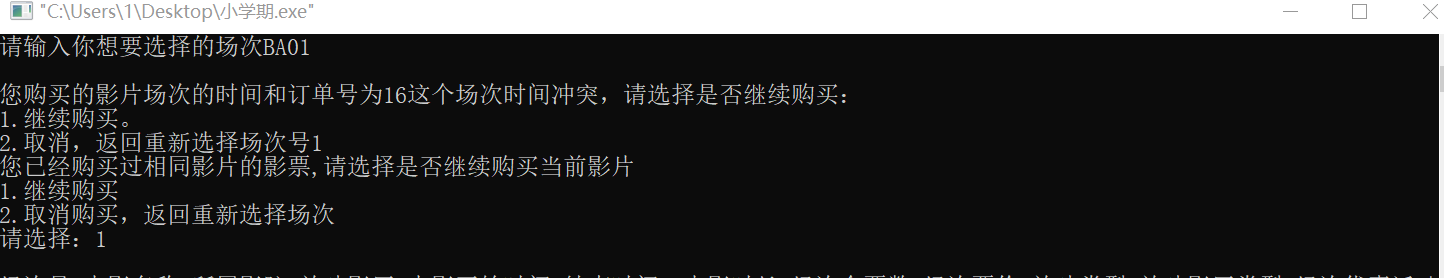 "C:\Users\1\Desktop\小学期.exe"
请输入你想要选择的场次BA01
您购买的影片场次的时间和订单号为16这个场次时间冲突，请选择是否继续购买：
1.继续购买。
2.取消，返回重新选择场次号1
您已经购买过相同影片的影票,请选择是否继续购买当前影片
1.继续购买
2.取消购买，返回重新选择场次
请选择：1